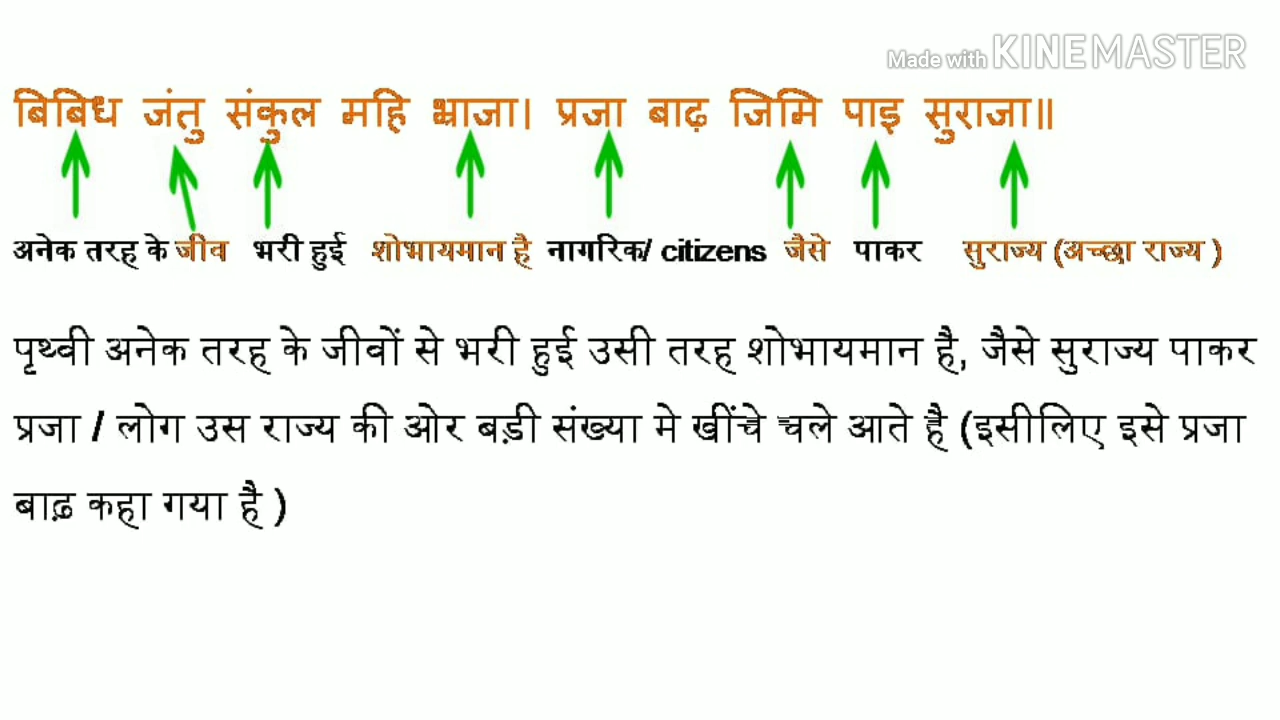 Made with KINEMASTER
बिबिध जंतु संकुल महि भ्राजा। प्रजा बाढ़ जिमि पाइ सुराजा॥
अनेक तरह के जीव भरी हुई शोभायमान है नागरिक/ citizens जैसे पाकर सुराज्य (अच्छा राज्य )
पृथ्वी अनेक तरह के जीवों से भरी हुई उसी तरह शोभायमान है, जैसे सुराज्य पाकर
प्रजा / लोग उस राज्य की ओर बड़ी संख्या मे खींचे चले आते है (इसीलिए इसे प्रजा
बाढ़ कहा गया है )